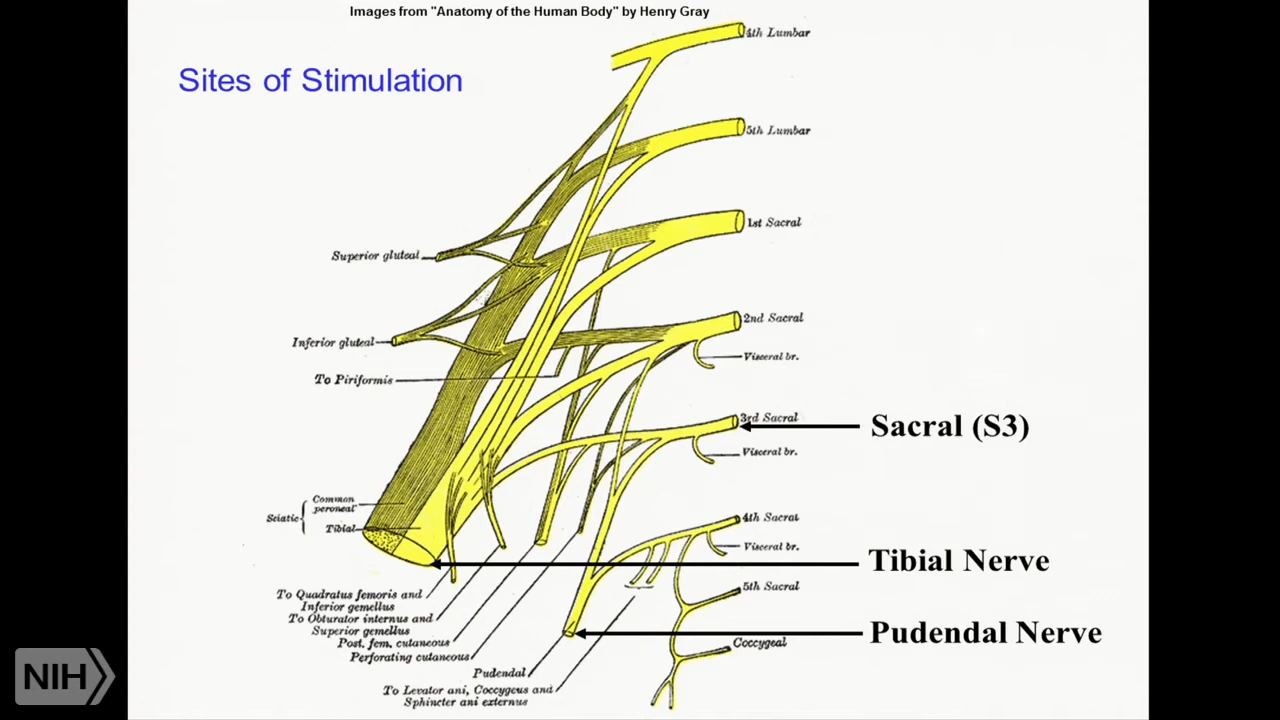 Images from "Anatomy of the Human Body" by Henry Gray
4th Lumbar
Sites of Stimulation
5th Lumbar
1st Sacral
Superior gluteal
2nd Sacral
Inferior gluteal
Visceral br.
To Piriformis
3rd Sacral
Sacral (S3)
Visceral br.
Common
peroneal
Sciatic
Tibial
4th Sacral
Visceral br.
Tibial Nerve
5th Sacral
To Quadratus femoris and
Inferior gemellus
To Obturator internus and
Superior gemellus
Pudendal Nerve
Post. fem. cutaneous
Coccygeal
Perforating cutaneous
Pudendal
To Levator ani, Coccygeus and
Sphincter ani externus
NIH